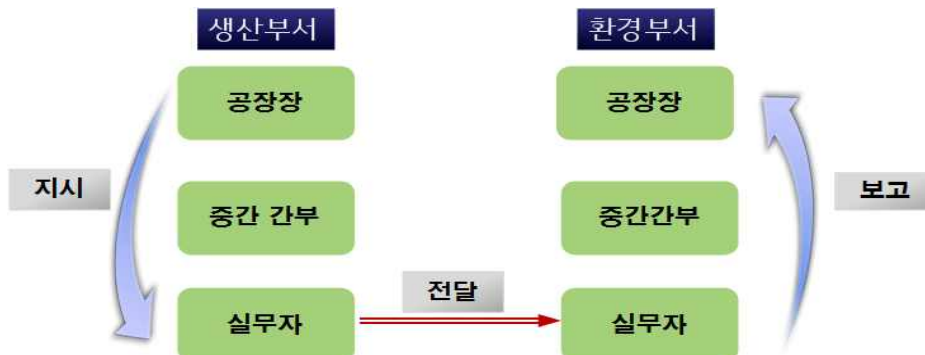 생산부서
환경부서
공장장
공장장
지시
보고
중간 간부
중간간부
전달
실무자
실무자